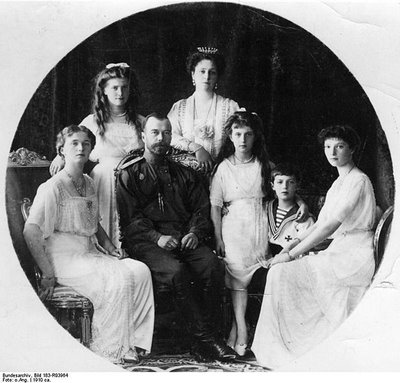 Bundesarchiv, Bild 183-R93964
Foto: o.Ang. | 1910 ca.